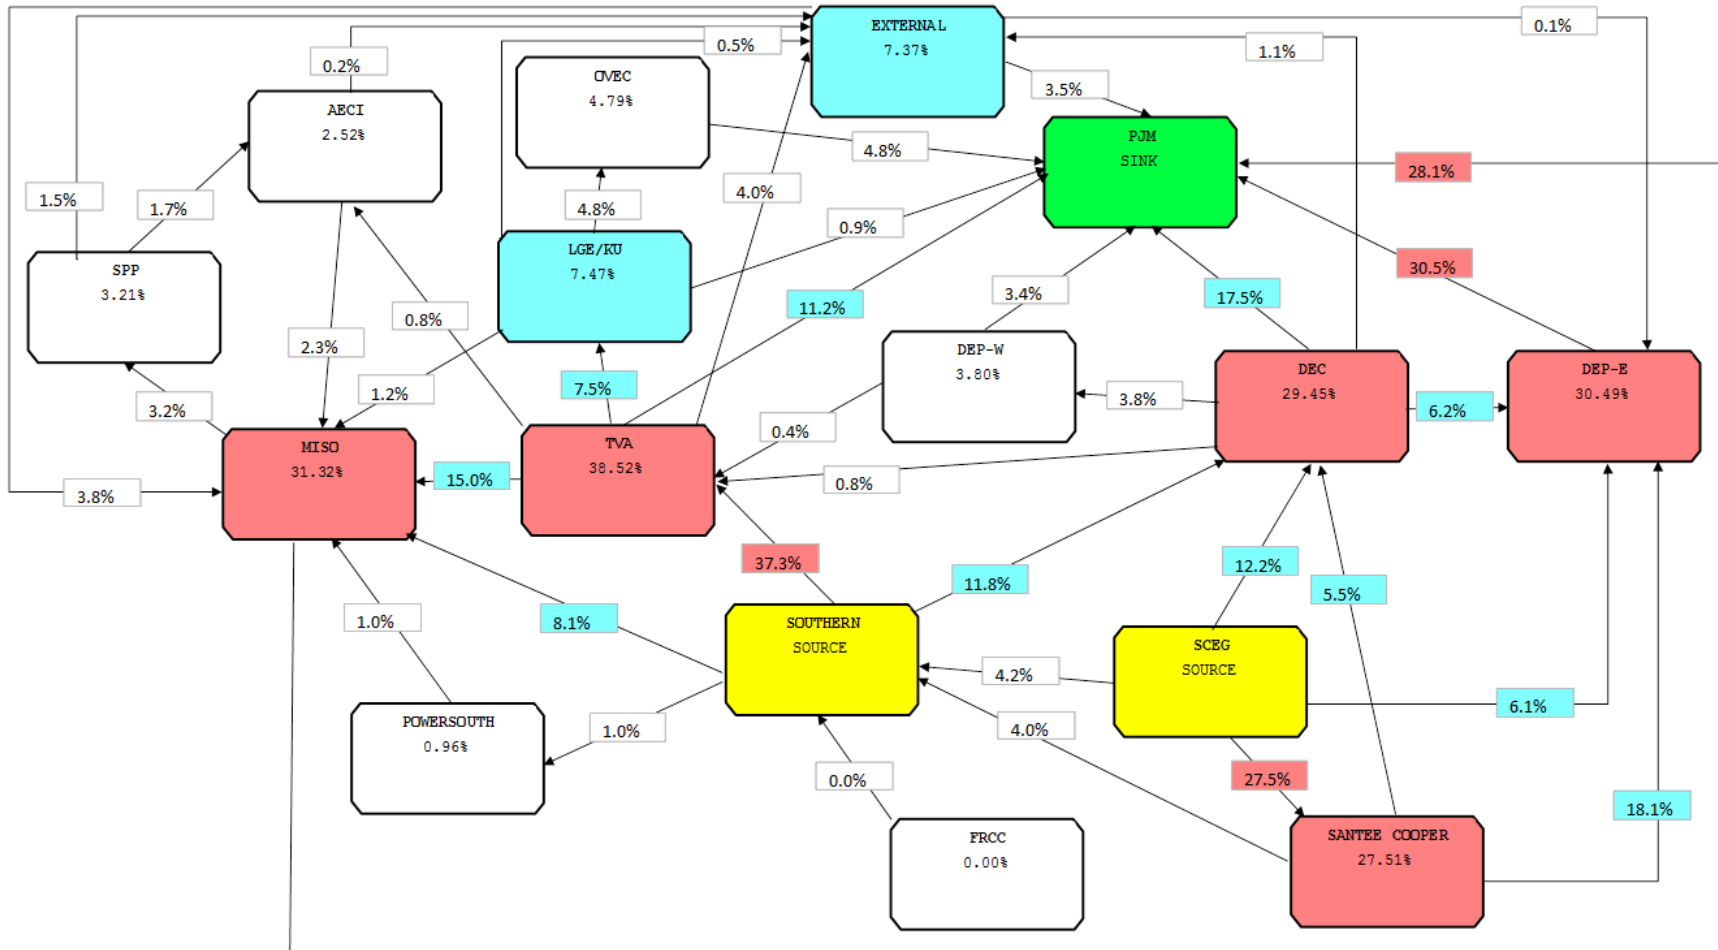 EXTERNAL
7.37%
0.1%
0.5%
1.1%
0.2%
OVEC
4.79%
3.5%
AECI
2.52%
PJM
SINK
4.8%
28.1%
1.5%
1.7%
4.8%
4.0%
0.9%
LGE/KU
7.47%
SPP
3.21%
30.5%
3.4%
17.5%
11.2%
0.8%
2.3%
DEP-W
3.80%
DEC
29.45%
DEP-E
30.49%
1.2%
7.5%
3.8%
6.2%
3.2%
0.4%
MISO
31.32%
TVA
38.52%
15.0%
0.8%
3.8%
37.3%
11.8%
12.2%
5.5%
1.0%
8.1%
SOUTHERN
SOURCE
SCEG
SOURCE
4.2%
6.1%
POWERSOUTH
0.96%
1.0%
4.0%
0.0%
27.5%
18.1%
FRCC
0.00%
SANTEE COOPER
27.51%